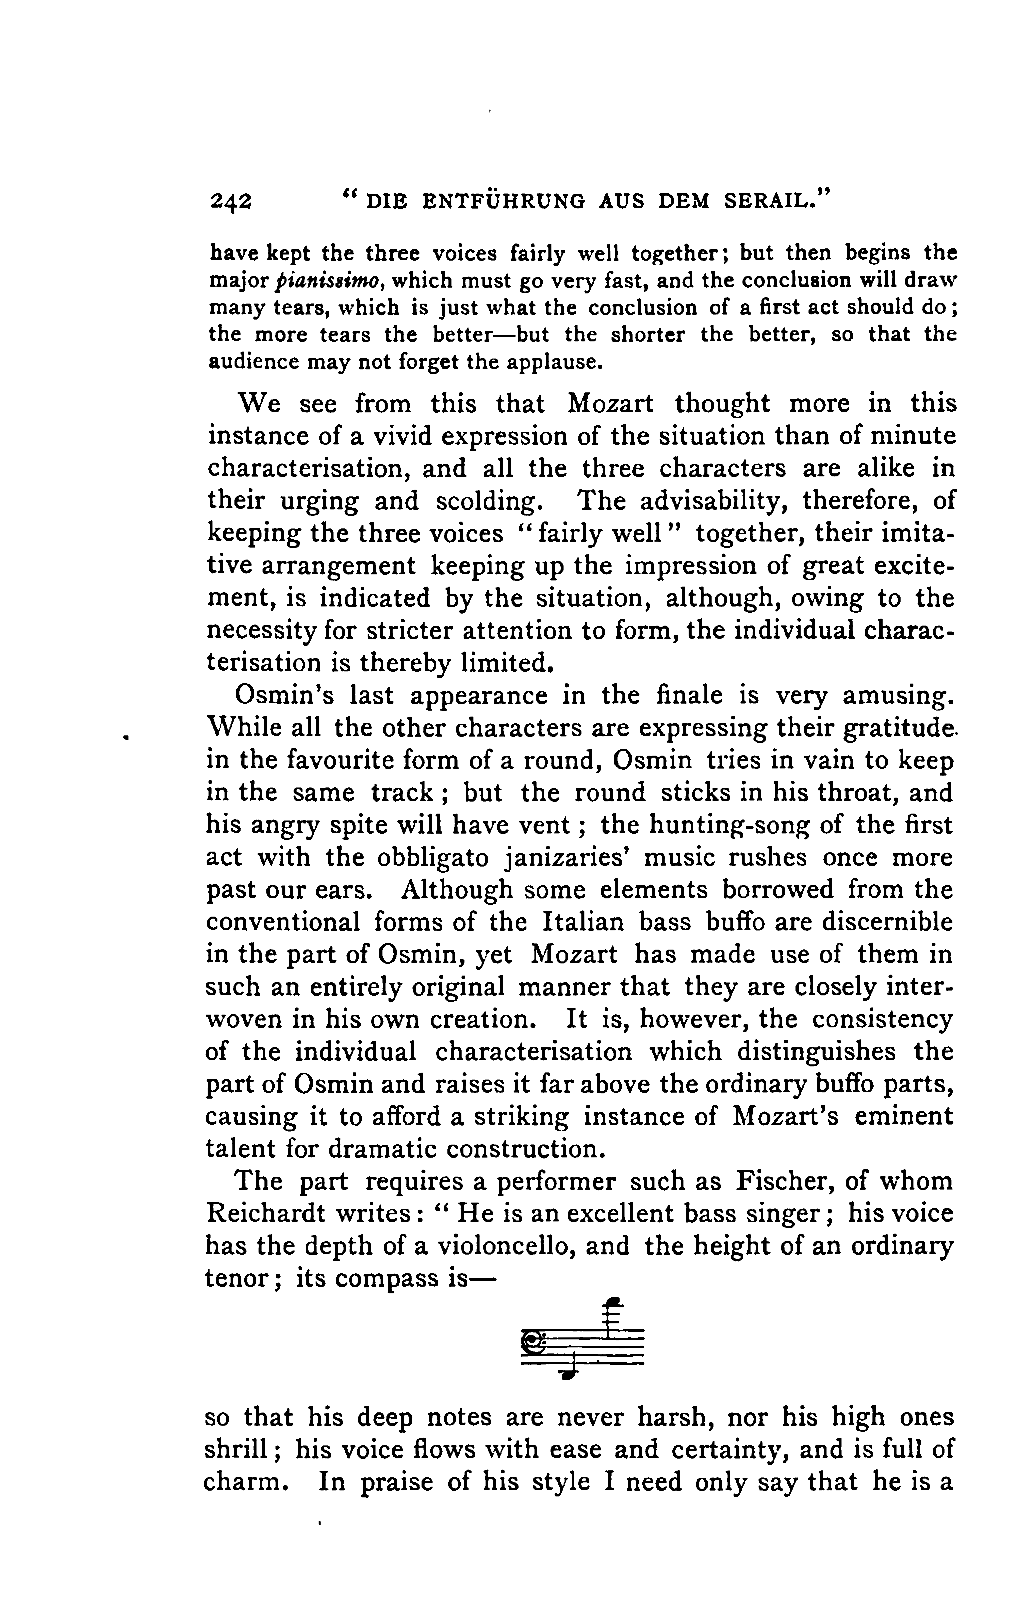 242 “ DIE ENTFÜHRUNG AUS DEM SERAIL.”
have kept the three voices fairly well together; but then begins the
major pianissimo, which must go very fast, and the conclusion will draw
many tears, which is just what the conclusion of a first act should do;
the more tears the better—but the shorter the better, so that the
audience may not forget the applause.
We see from this that Mozart thought more in this
instance of a vivid expression of the situation than of minute
characterisation, and all the three characters are alike in
their urging and scolding. The advisability, therefore, of
keeping the three voices “ fairly well ” together, their imita-
tive arrangement keeping up the impression of great excite-
ment, is indicated by the situation, although, owing to the
necessity for stricter attention to form, the individual charac-
terisation is thereby limited.
Osmin's last appearance in the finale is very amusing.
While all the other characters are expressing their gratitude
in the favourite form of a round, Osmin tries in vain to keep
in the same track ; but the round sticks in his throat, and
his angry spite will have vent ; the hunting-song of the first
act with the obbligato janizaries' music rushes once more
past our ears. Although some elements borrowed from the
conventional forms of the Italian bass buffo are discernible
in the part of Osmin, yet Mozart has made use of them in
such an entirely original manner that they are closely inter-
woven in his own creation. It is, however, the consistency
of the individual characterisation which distinguishes the
part of Osmin and raises it far above the ordinary buffo parts,
causing it to afford a striking instance of Mozart's eminent
talent for dramatic construction.
The part requires a performer such as Fischer, of whom
Reichardt writes : “ He is an excellent bass singer ; his voice
has the depth of a violoncello, and the height of an ordinary
tenor ; its compass is—
so that his deep notes are never harsh, nor his high ones
shrill ; his voice flows with ease and certainty, and is full of
charm. In praise of his style I need only say that he is a